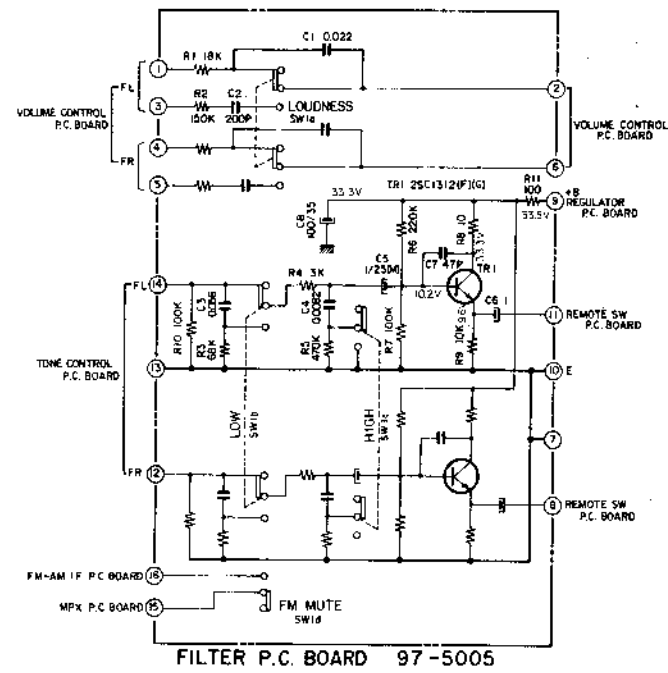 C1 0.022
R1 18K
1
FL
3
R2
150K
C2
200P
LOUDNESS
SW1a
2
VOLUME CONTROL
P.C. BOARD
VOLUME CONTROL
P.C. BOARD
4
FR
5
6
33.3V
TR1 2SC1312(F)(G)
R11
100
+B
9
REGULATOR
P.C. BOARD
33.5V
C8
100/35
R6 220K
R8 10
33.3V
C7 47P
TR1
C5
R4 3K
FL
14
10.2V
C6 1
11
REMOTE SW
P.C. BOARD
R10 100K
C3
0.056
R3
68K
C4
0.0082
R5
470K
R7 100K
9.6V
R9 10K
13
10
E
TONE CONTROL
P.C. BOARD
LOW
SW1b
HIGH
SW1c
7
FR
12
8
REMOTE SW
P.C. BOARD
FM-AM IF P.C BOARD
16
MPX P.C BOARD
15
FM MUTE
SW1d
FILTER P.C. BOARD 97-5005